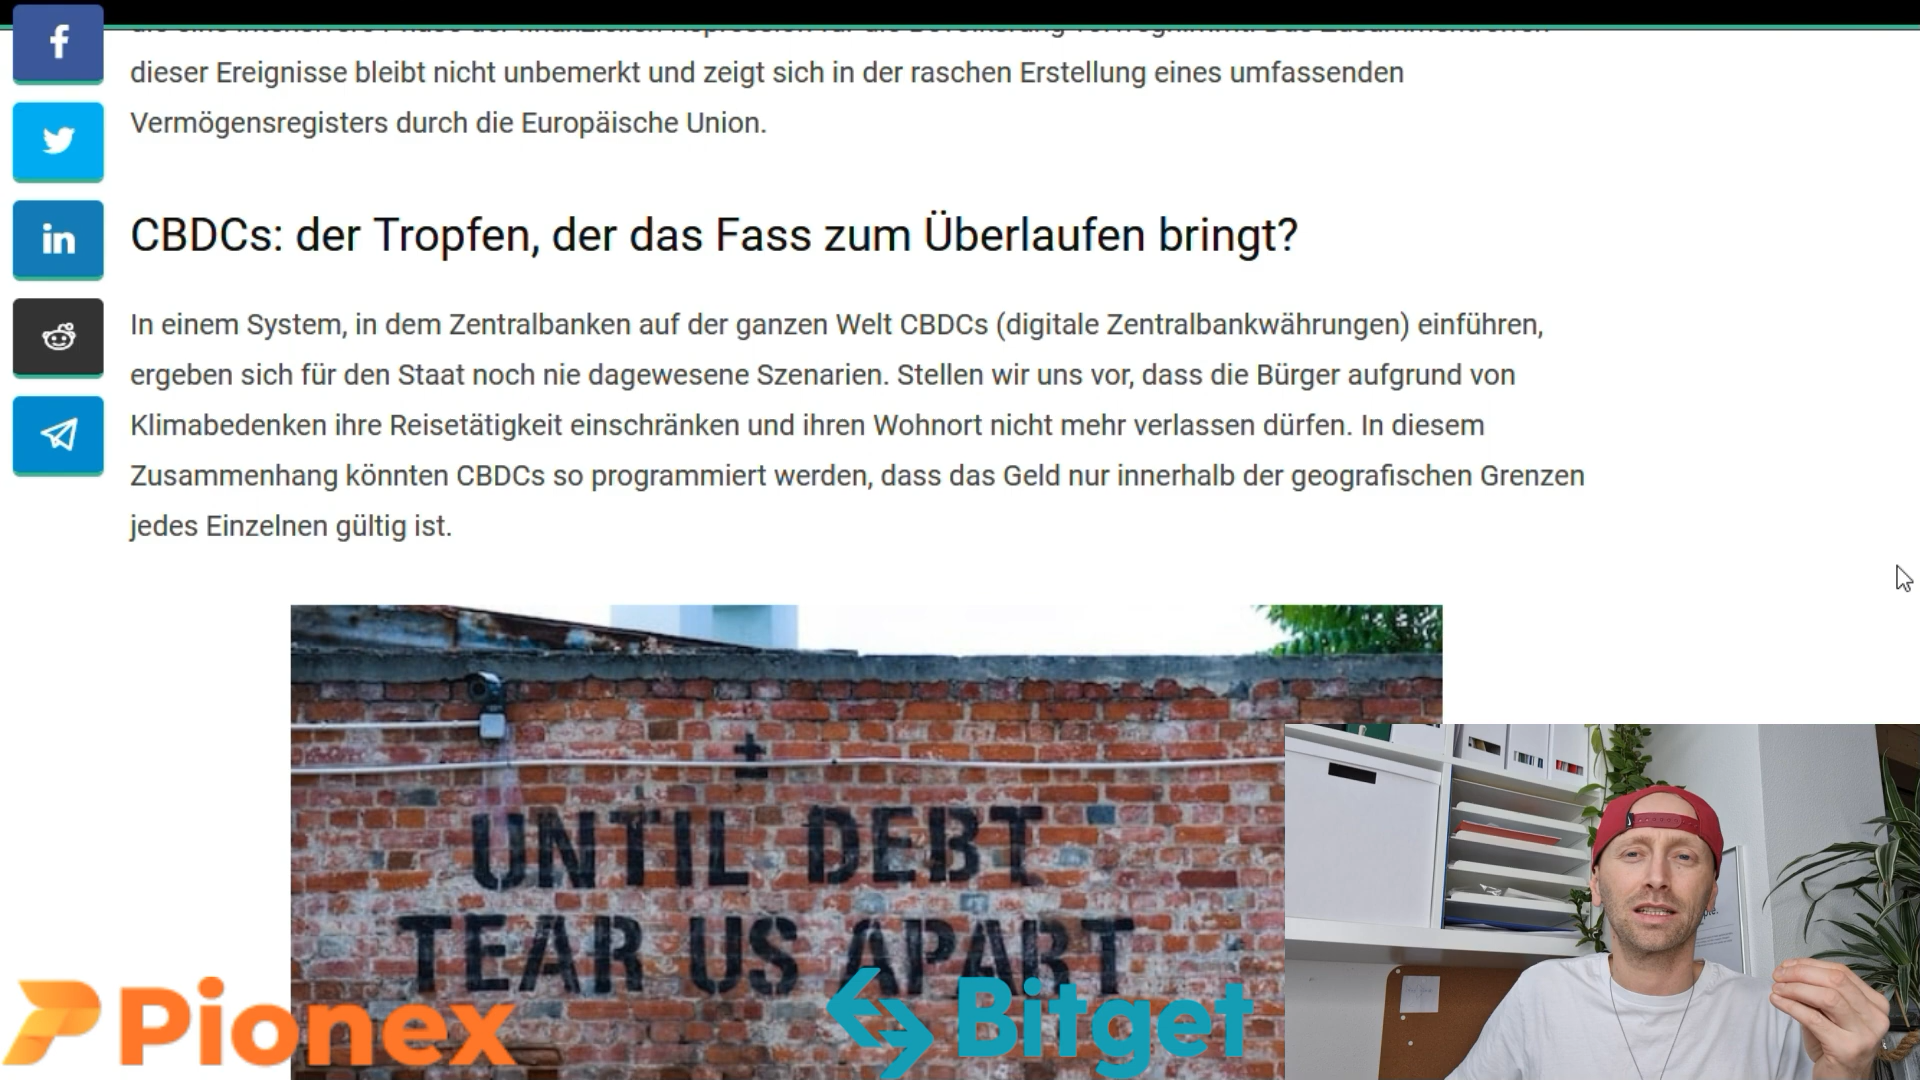 dieser Ereignisse bleibt nicht unbemerkt und zeigt sich in der raschen Erstellung eines umfassenden
Vermögensregisters durch die Europäische Union.
CBDCs: der Tropfen, der das Fass zum Überlaufen bringt?
In einem System, in dem Zentralbanken auf der ganzen Welt CBDCs (digitale Zentralbankwährungen) einführen,
ergeben sich für den Staat noch nie dagewesene Szenarien. Stellen wir uns vor, dass die Bürger aufgrund von
Klimabedenken ihre Reisetätigkeit einschränken und ihren Wohnort nicht mehr verlassen dürfen. In diesem
Zusammenhang könnten CBDCs so programmiert werden, dass das Geld nur innerhalb der geografischen Grenzen
jedes Einzelnen gültig ist.
UNTIL DEBT
TEAR US APART
Pionex
Bitget